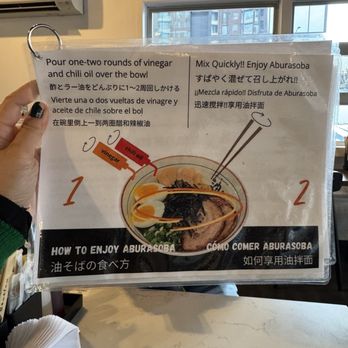 Pour one-two rounds of vinegar
and chili oil over the bowl
酢とラー油をどんぶりに1〜2周回しかける
Vierte una o dos vueltas de vinagre y
aceite de chile sobre el bol
在碗里倒上一到两圈醋和辣椒油
Mix Quickly!! Enjoy Aburasoba
すばやく混ぜて召し上がれ!!
¡¡Mezcla rápido!! Disfruta de Aburasoba
迅速搅拌!!享用油拌面
vinegar
chili oil
1
2
HOW TO ENJOY ABURASOBA
油そばの食べ方
CÓMO COMER ABURASOBA
如何享用油拌面